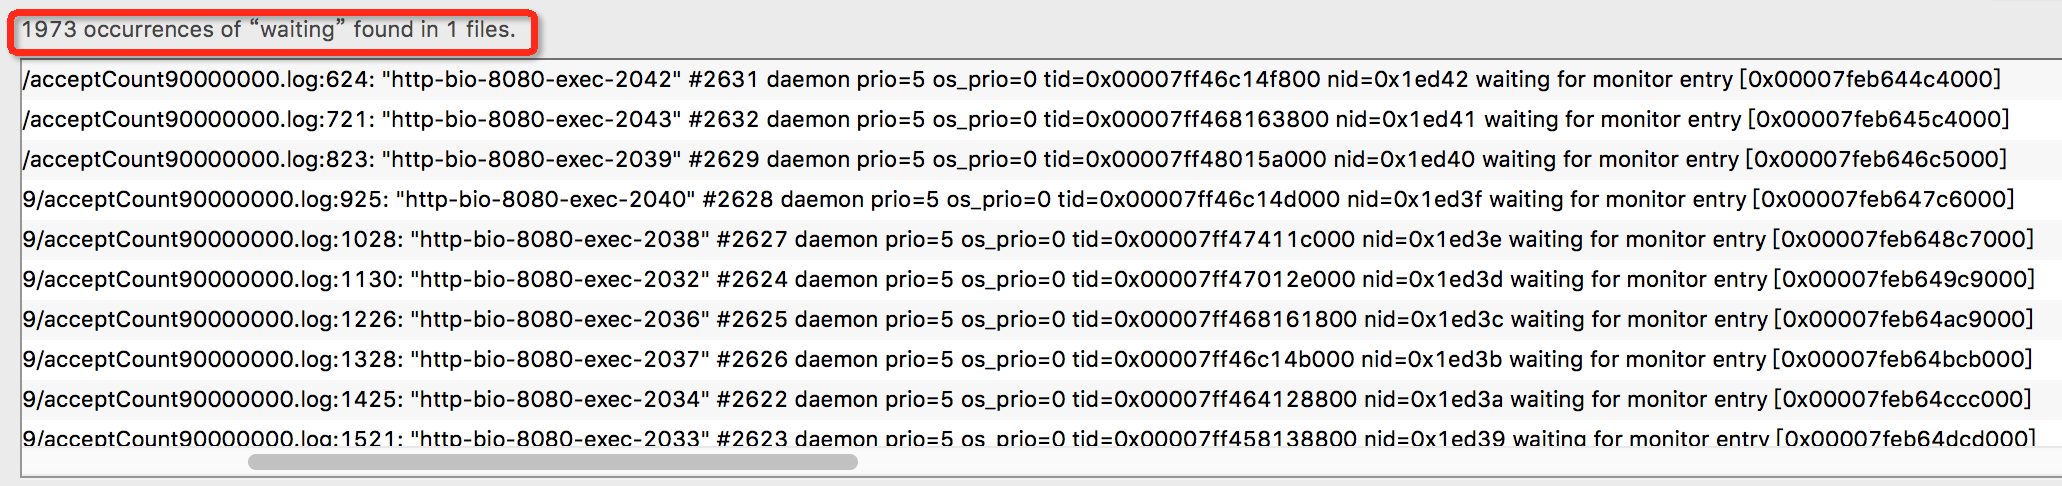 1973 occurrences of “waiting” found in 1 files.
/acceptCount90000000.log:624: "http-bio-8080-exec-2042" #2631 daemon prio=5 os_prio=0 tid=0x00007ff46c14f800 nid=0x1ed42 waiting for monitor entry [0x00007feb644c4000]
/acceptCount90000000.log:721: "http-bio-8080-exec-2043" #2632 daemon prio=5 os_prio=0 tid=0x00007ff468163800 nid=0x1ed41 waiting for monitor entry [0x00007feb645c4000]
/acceptCount90000000.log:823: "http-bio-8080-exec-2039" #2629 daemon prio=5 os_prio=0 tid=0x00007ff48015a000 nid=0x1ed40 waiting for monitor entry [0x00007feb646c5000]
9/acceptCount90000000.log:925: "http-bio-8080-exec-2040" #2628 daemon prio=5 os_prio=0 tid=0x00007ff46c14d000 nid=0x1ed3f waiting for monitor entry [0x00007feb647c6000]
9/acceptCount90000000.log:1028: "http-bio-8080-exec-2038" #2627 daemon prio=5 os_prio=0 tid=0x00007ff47411c000 nid=0x1ed3e waiting for monitor entry [0x00007feb648c7000]
9/acceptCount90000000.log:1130: "http-bio-8080-exec-2032" #2624 daemon prio=5 os_prio=0 tid=0x00007ff47012e000 nid=0x1ed3d waiting for monitor entry [0x00007feb649c9000]
9/acceptCount90000000.log:1226: "http-bio-8080-exec-2036" #2625 daemon prio=5 os_prio=0 tid=0x00007ff468161800 nid=0x1ed3c waiting for monitor entry [0x00007feb64ac9000]
9/acceptCount90000000.log:1328: "http-bio-8080-exec-2037" #2626 daemon prio=5 os_prio=0 tid=0x00007ff46c14b000 nid=0x1ed3b waiting for monitor entry [0x00007feb64bcb000]
9/acceptCount90000000.log:1425: "http-bio-8080-exec-2034" #2622 daemon prio=5 os_prio=0 tid=0x00007ff464128800 nid=0x1ed3a waiting for monitor entry [0x00007feb64ccc000]
9/acceptCount90000000.log:1521: "http-bio-8080-exec-2033" #2623 daemon prio=5 os_prio=0 tid=0x00007ff458138800 nid=0x1ed39 waiting for monitor entry [0x00007feb64dcd000]